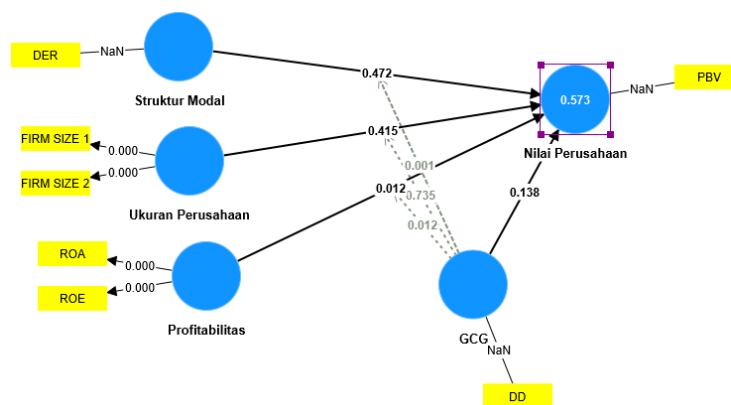 DER
NaN
Struktur Modal
0.472
0.573
NaN
PBV
Nilai Perusahaan
FIRM SIZE 1
0.000
FIRM SIZE 2
0.000
Ukuran Perusahaan
0.415
0.001
0.735
0.012
0.012
0.138
ROA
0.000
ROE
0.000
Profitabilitas
GCG
NaN
DD